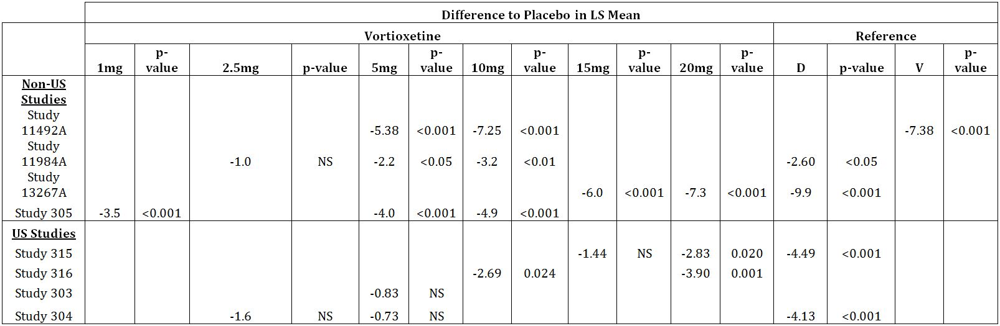 Difference to Placebo in LS Mean
Vortioxetine Reference
p- p- p- p- p- p-
1mg value 2.5mg p-value 5mg value 10mg value 15mg value 20mg value D p-value V value
Non-US
Studies
Study
11492A -5.38 <0.001 -7.25 <0.001 -7.38 <0.001
Study
11984A -1.0 NS -2.2 <0.05 -3.2 <0.01 -2.60 <0.05
Study
13267A -6.0 <0.001 -7.3 <0.001 -9.9 <0.001
Study 305 -3.5 <0.001 -4.0 <0.001 -4.9 <0.001
US Studies
Study 315 -1.44 NS -2.83 0.020 -4.49 <0.001
Study 316 -2.69 0.024 -3.90 0.001
Study 303 -0.83 NS
Study 304 -1.6 NS -0.73 NS -4.13 <0.001